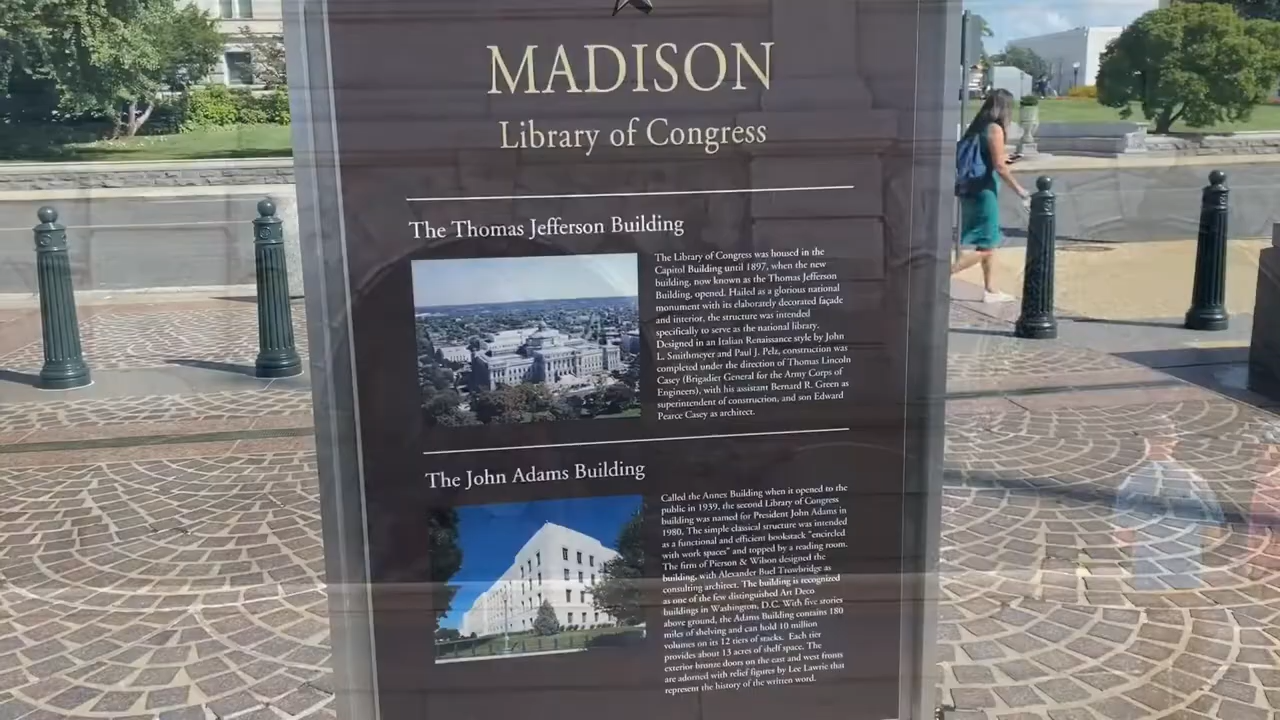 MADISON
Library of Congress
The Thomas Jefferson Building
The Library of Congress was housed in the
Capitol Building until 1897, when the new
building, now known as the Thomas Jefferson
Building, opened. Hailed as a glorious national
monument with its elaborately decorated façade
and interior, the structure was intended
specifically to serve as the national library.
Designed in an Italian Renaissance style by John
L. Smithmeyer and Paul J. Pelz, construction was
completed under the direction of Thomas Lincoln
Casey (Brigadier General for the Army Corps of
Engineers), with his assistant Bernard R. Green as
superintendent of construction, and son Edward
Pearce Casey as architect.
The John Adams Building
Called the Annex Building when it opened to the
public in 1939, the second Library of Congress
building was named for President John Adams in
1980. The simple classical structure was intended
as a functional and efficient bookstack "encircled
with work spaces" and topped by a reading room.
The firm of Pierson & Wilson designed the
building, with Alexander Buel Trowbridge as
consulting architect. The building is recognized
as one of the few distinguished Art Deco
buildings in Washington, D.C. With five stories
above ground, the Adams Building contains 180
miles of shelving and can hold 10 million
volumes on its 12 tiers of stacks. Each tier
provides about 13 acres of shelf space. The
exterior bronze doors on the east and west fronts
are adorned with relief figures by Lee Lawrie that
represent the history of the written word.